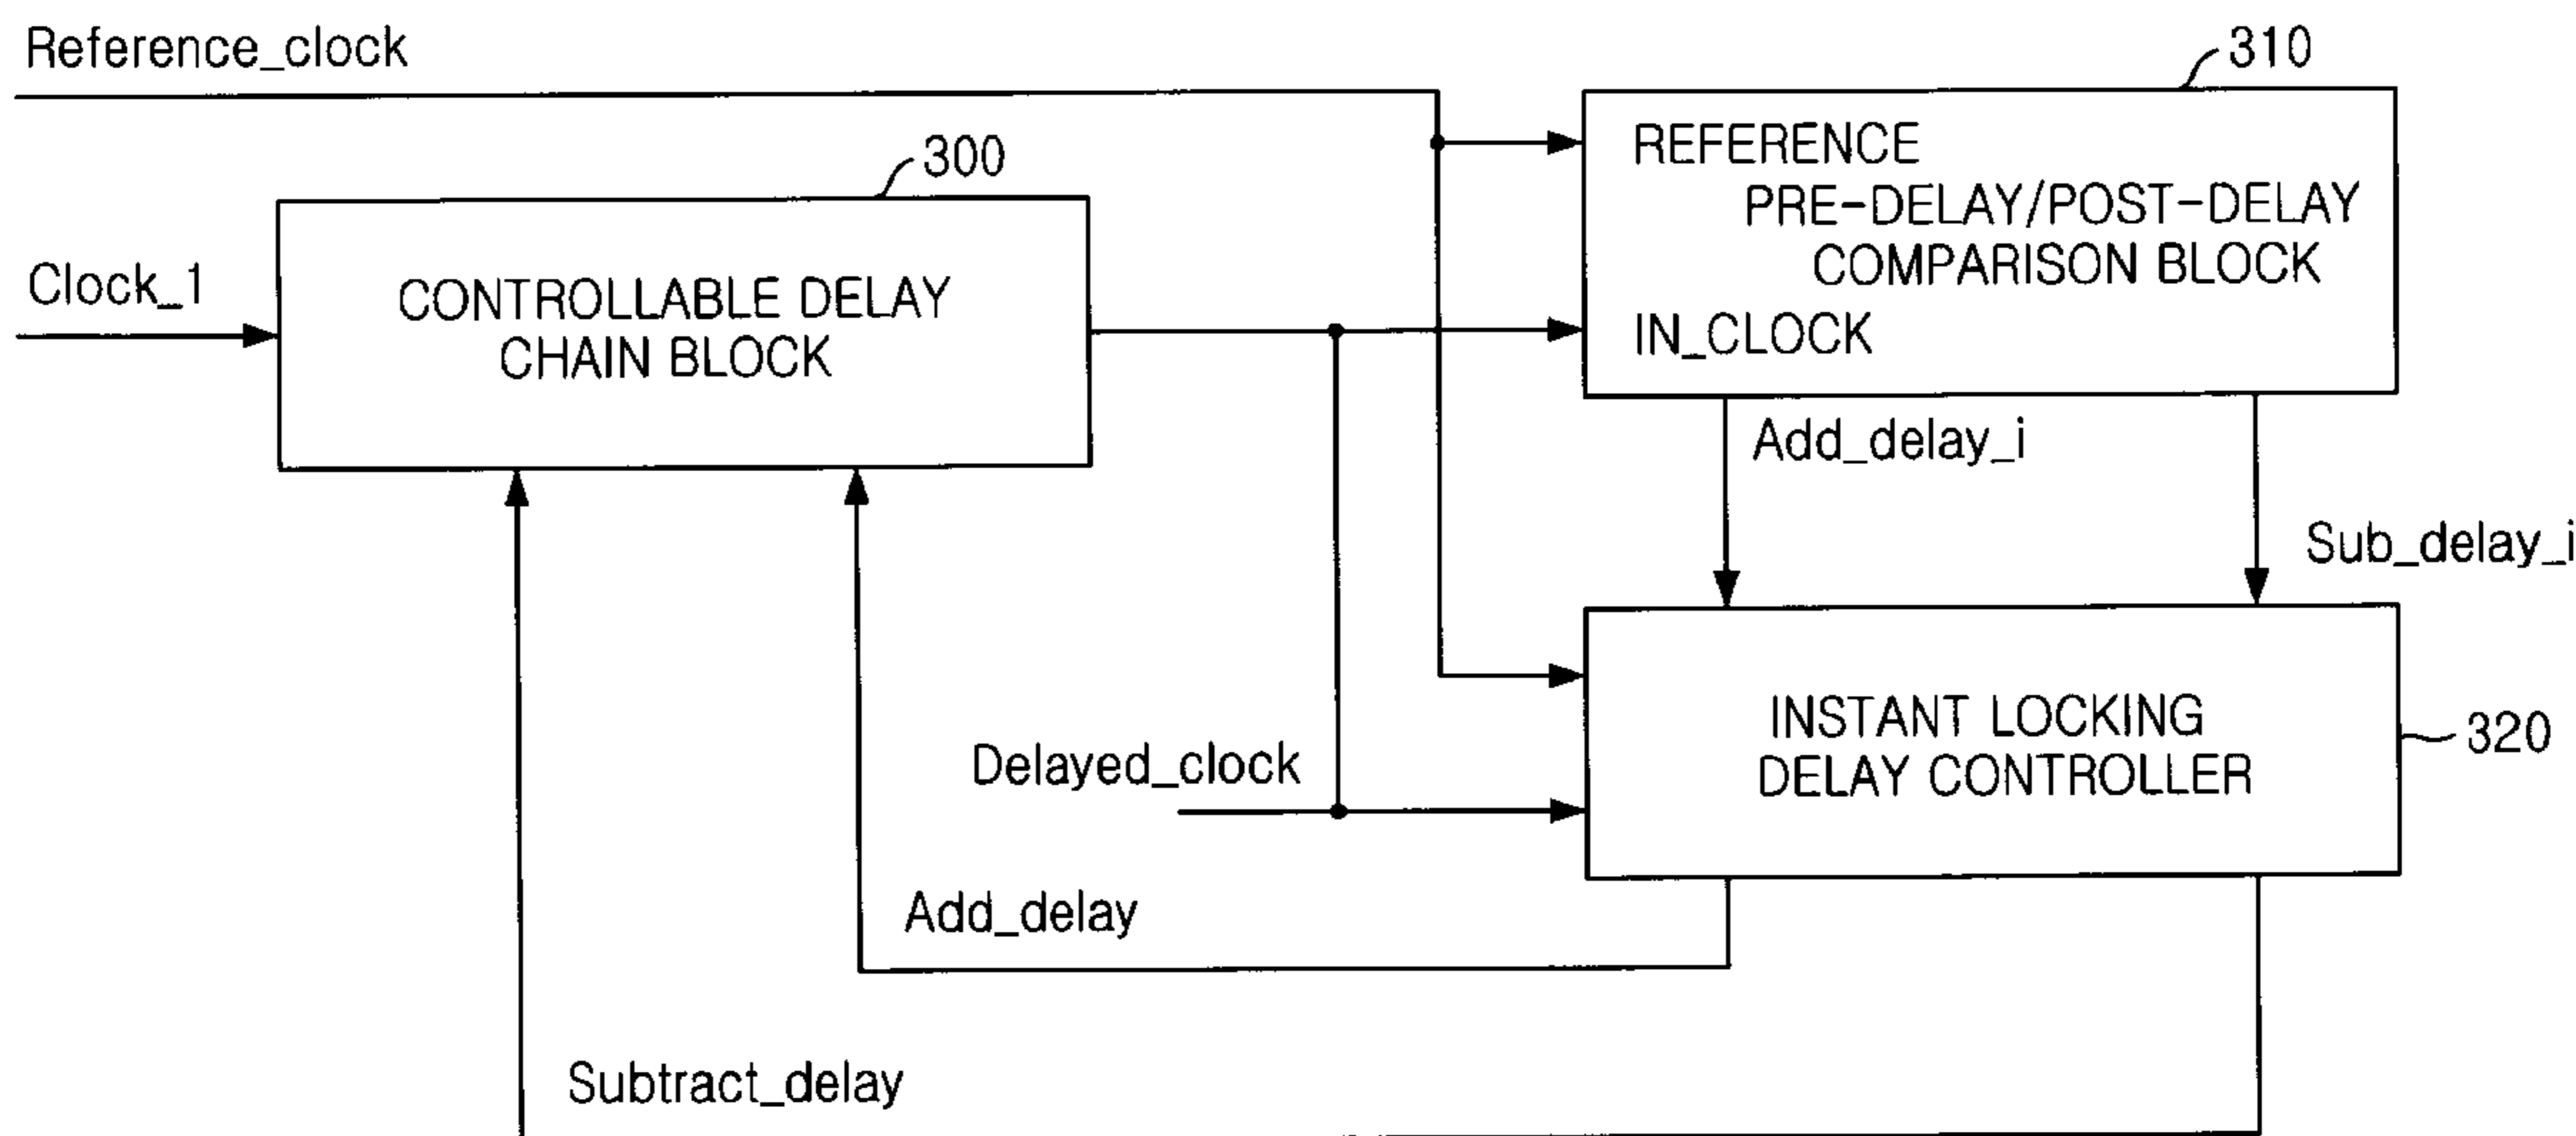 Reference_clock
310
300
REFERENCE
PRE-DELAY/POST-DELAY
COMPARISON BLOCK
IN_CLOCK
Clock_1
CONTROLLABLE DELAY
CHAIN BLOCK
Add_delay_i
Sub_delay_i
INSTANT LOCKING
DELAY CONTROLLER
320
Delayed_clock
Add_delay
Subtract_delay